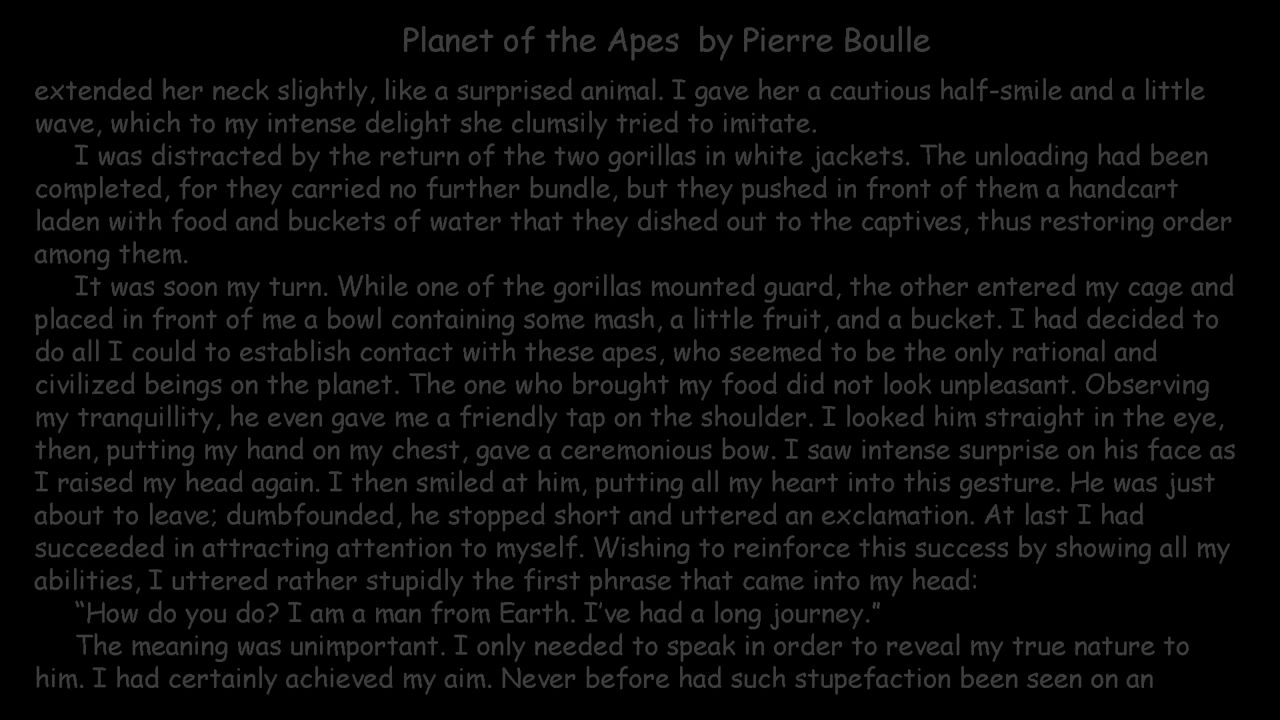 Planet of the Apes  by Pierre Boulle
extended her neck slightly, like a surprised animal. I gave her a cautious half-smile and a little
wave, which to my intense delight she clumsily tried to imitate.
I was distracted by the return of the two gorillas in white jackets. The unloading had been
completed, for they carried no further bundle, but they pushed in front of them a handcart
laden with food and buckets of water that they dished out to the captives, thus restoring order
among them.
It was soon my turn. While one of the gorillas mounted guard, the other entered my cage and
placed in front of me a bowl containing some mash, a little fruit, and a bucket. I had decided to
do all I could to establish contact with these apes, who seemed to be the only rational and
civilized beings on the planet. The one who brought my food did not look unpleasant. Observing
my tranquillity, he even gave me a friendly tap on the shoulder. I looked him straight in the eye,
then, putting my hand on my chest, gave a ceremonious bow. I saw intense surprise on his face as
I raised my head again. I then smiled at him, putting all my heart into this gesture. He was just
about to leave; dumbfounded, he stopped short and uttered an exclamation. At last I had
succeeded in attracting attention to myself. Wishing to reinforce this success by showing all my
abilities, I uttered rather stupidly the first phrase that came into my head:
“How do you do? I am a man from Earth. I’ve had a long journey.”
The meaning was unimportant. I only needed to speak in order to reveal my true nature to
him. I had certainly achieved my aim. Never before had such stupefaction been seen on an